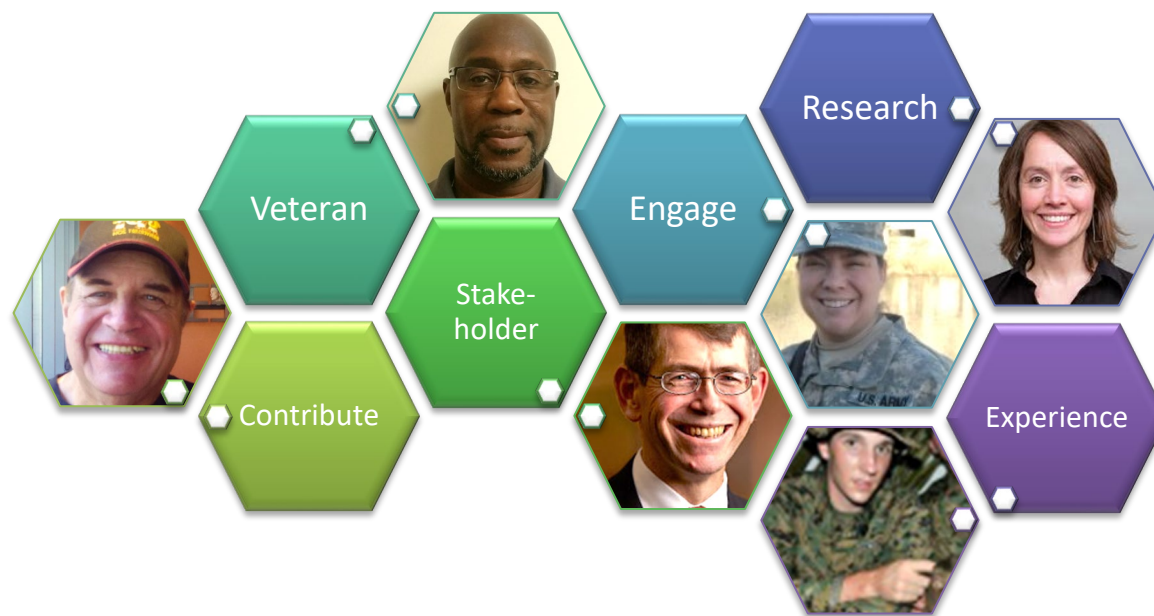 Research
Veteran
Engage
Stake-
holder
U.S. ARMY
Contribute
Experience